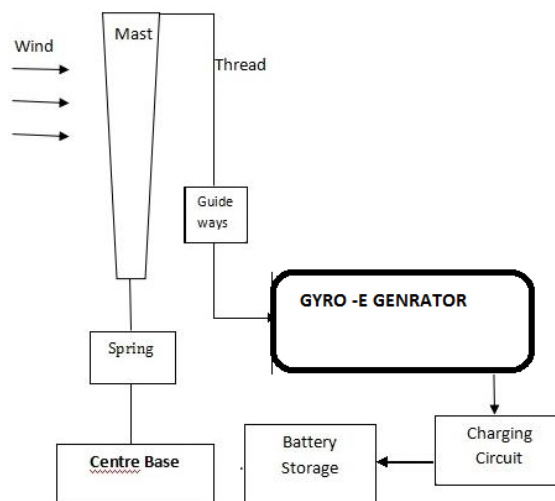 Mast
Wind
Thread
Guide
ways
GYRO -E GENRATOR
Spring
Charging
Circuit
Battery
Storage
Centre Base